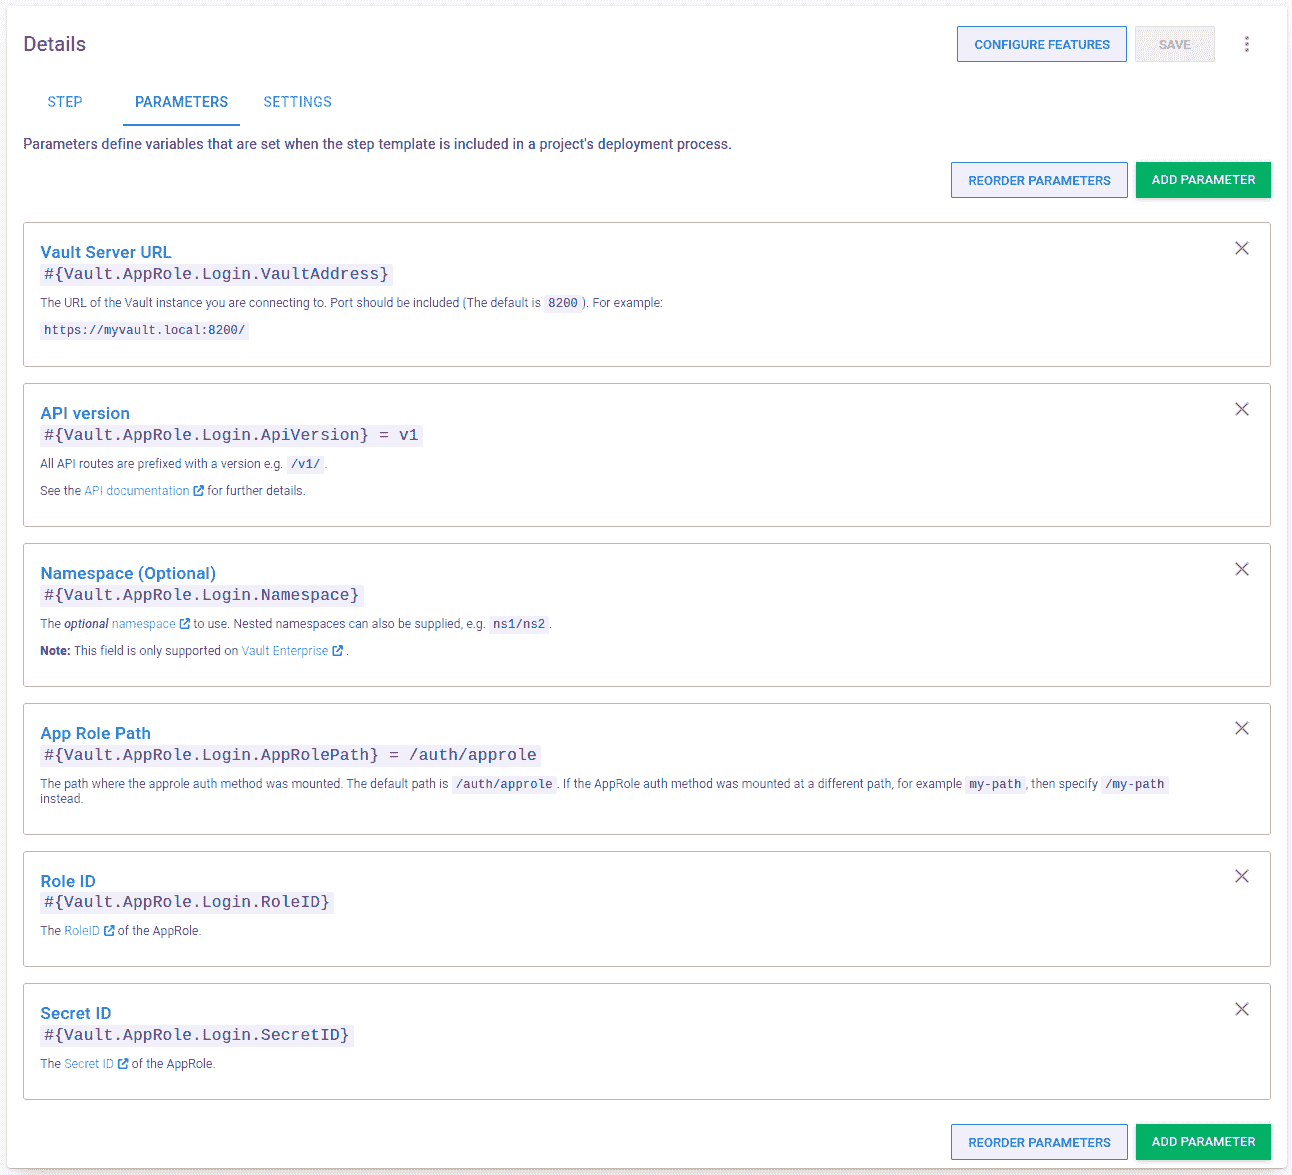 Details
CONFIGURE FEATURES
SAVE
STEP
PARAMETERS
SETTINGS
Parameters define variables that are set when the step template is included in a project's deployment process.
REORDER PARAMETERS
ADD PARAMETER
Vault Server URL
#{Vault.AppRole.Login.VaultAddress}
The URL of the Vault instance you are connecting to. Port should be included (The default is 8200 ). For example:
https://myvault.local:8200/
API version
#{Vault.AppRole.Login.ApiVersion} = v1
All API routes are prefixed with a version e.g. /v1/ .
See the API documentation for further details.
Namespace (Optional)
#{Vault.AppRole.Login.Namespace}
The optional namespace to use. Nested namespaces can also be supplied, e.g. ns1/ns2 .
Note: This field is only supported on Vault Enterprise .
App Role Path
#{Vault.AppRole.Login.AppRolePath} = /auth/approle
The path where the approle auth method was mounted. The default path is /auth/approle . If the AppRole auth method was mounted at a different path, for example my-path , then specify /my-path
instead.
Role ID
#{Vault.AppRole.Login.RoleID}
The RoleID of the AppRole.
Secret ID
#{Vault.AppRole.Login.SecretID}
The Secret ID of the AppRole.
REORDER PARAMETERS
ADD PARAMETER